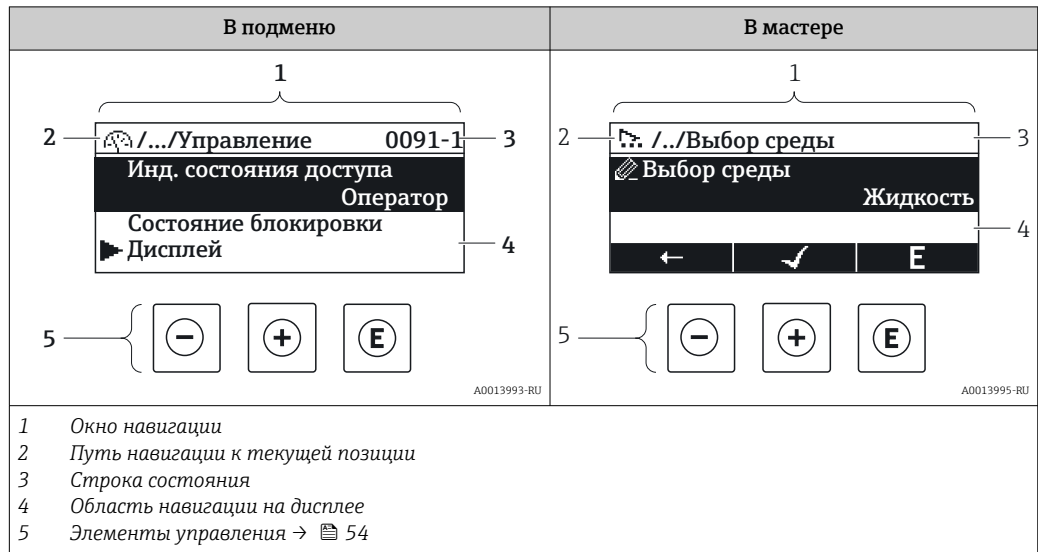 В подменю
В мастере
1
2
/.../Управление 0091-1
3
Инд. состояния доступа
Оператор
Состояние блокировки
Дисплей
4
5
E
A0013993-RU
1
2
/../Выбор среды
3
Выбор среды
Жидкость
4
E
5
E
A0013995-RU
1 Окно навигации
2 Путь навигации к текущей позиции
3 Строка состояния
4 Область навигации на дисплее
5 Элементы управления → 54